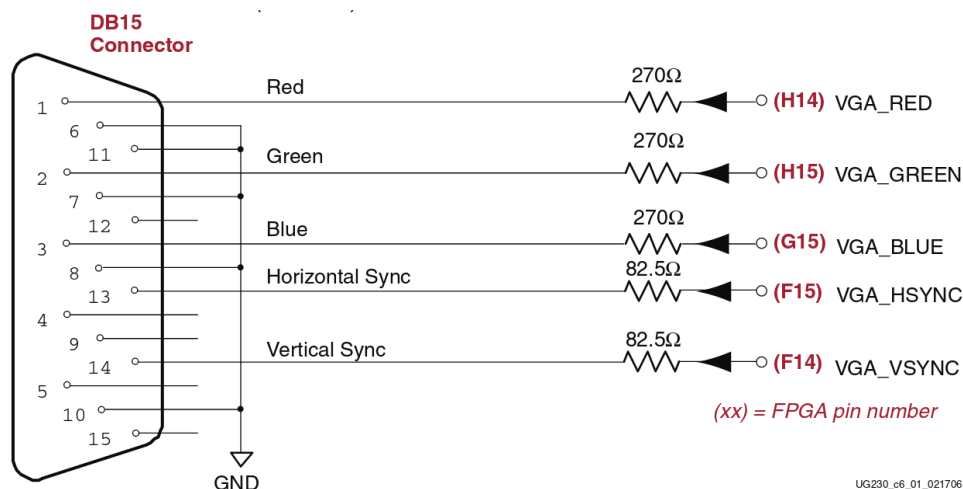 DB15
Connector
270Ω
1 Red (H14) VGA_RED
6
11 270Ω
2 Green (H15) VGA_GREEN
7
12 270Ω
3 Blue (G15) VGA_BLUE
8 82.5Ω
13 Horizontal Sync (F15) VGA_HSYNC
4
9 82.5Ω
14 Vertical Sync (F14) VGA_VSYNC
5
10 (xx) = FPGA pin number
15
GND
UG230_c6_01_021706